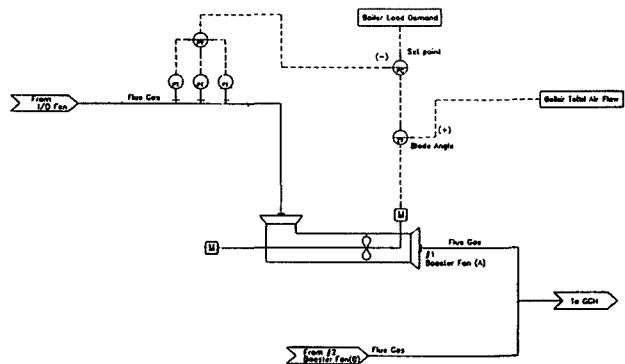 Boiler Load Demand
(-)
Set point
From
I/D Fan
Flue Gas
(+)
Boiler Total Air Flow
Blade Angle
M
M
Flue Gas
#1
Booster Fan (A)
To GGH
From #2
Booster Fan(B)
Flue Gas